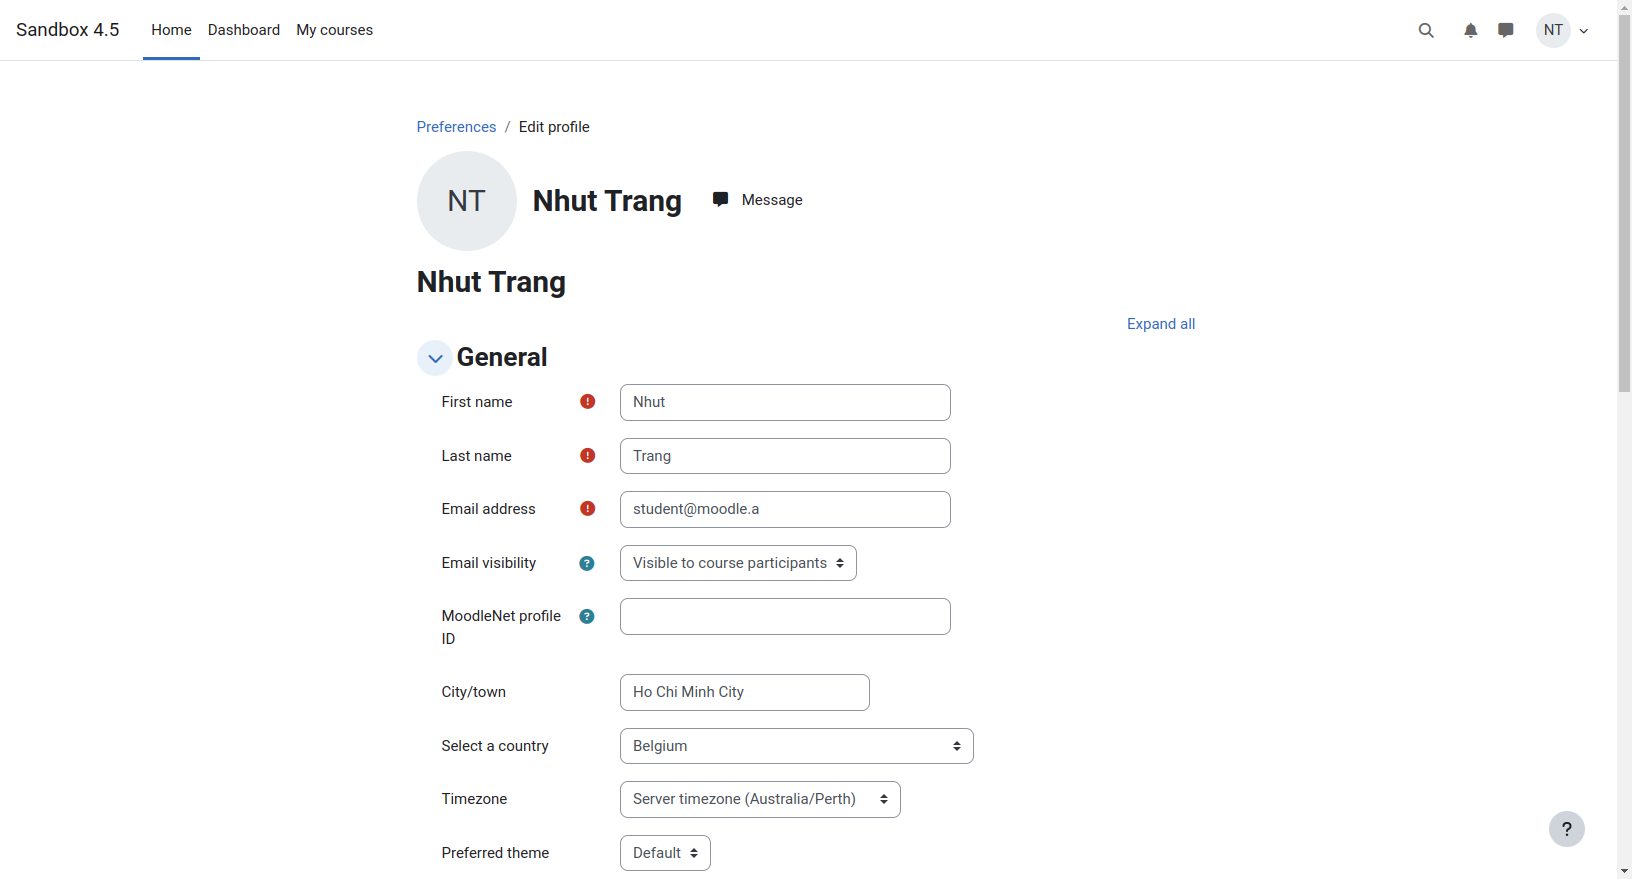 Sandbox 4.5 Home Dashboard My courses NT
Preferences / Edit profile
NT Nhut Trang Message
Nhut Trang
Expand all
General
First name Nhut
Last name Trang
Email address student@moodle.a
Email visibility ? Visible to course participants
MoodleNet profile ID ?
City/town Ho Chi Minh City
Select a country Belgium
Timezone Server timezone (Australia/Perth)
?
Preferred theme Default